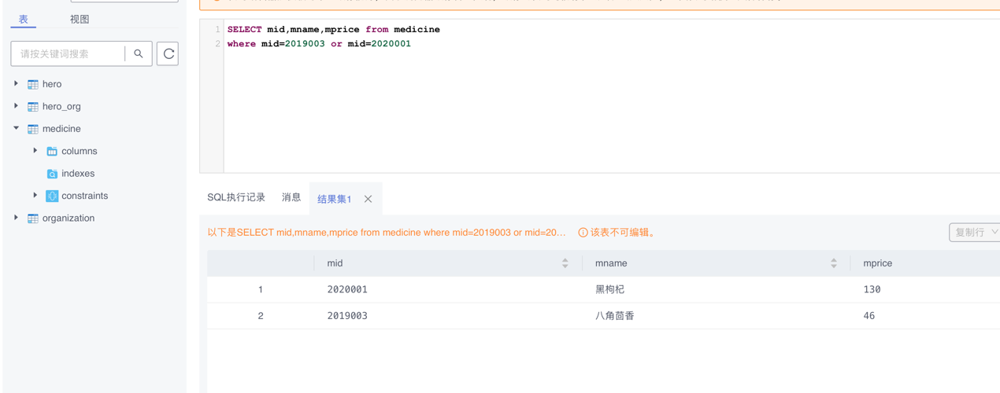 表 视图
请按关键词搜索
hero
hero_org
medicine
columns
indexes
constraints
organization
1 SELECT mid,mname,mprice from medicine
2 where mid=2019003 or mid=2020001
SQL执行记录 消息 结果集1
以下是SELECT mid,mname,mprice from medicine where mid=2019003 or mid=20... 该表不可编辑。 复制行
mid mname mprice
1 2020001 黑枸杞 130
2 2019003 八角茴香 46